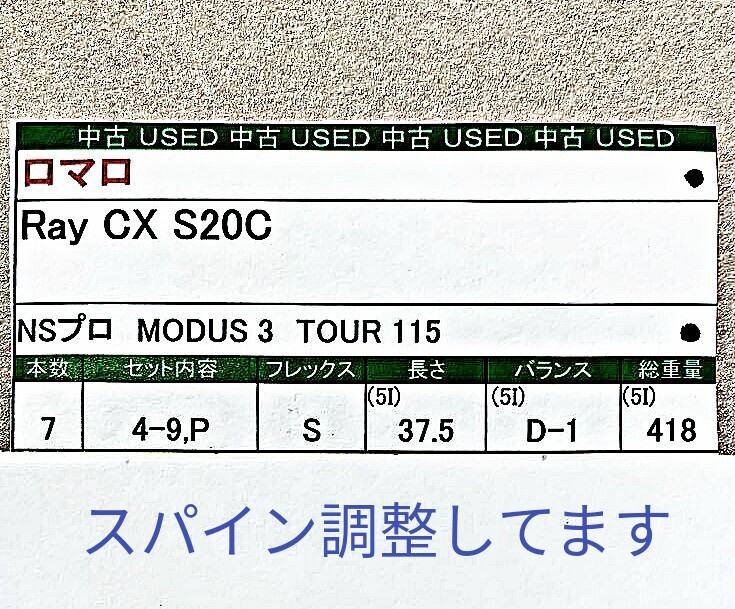 中古 USED 中古 USED 中古 USED 中古 USED
ロマロ ●
Ray CX S20C
NSプロ MODUS 3 TOUR 115 ●
本数 セット内容 フレックス 長さ バランス 総重量
(5I) (5I) (5I)
7 4-9,P S 37.5 D-1 418
スパイン調整してます